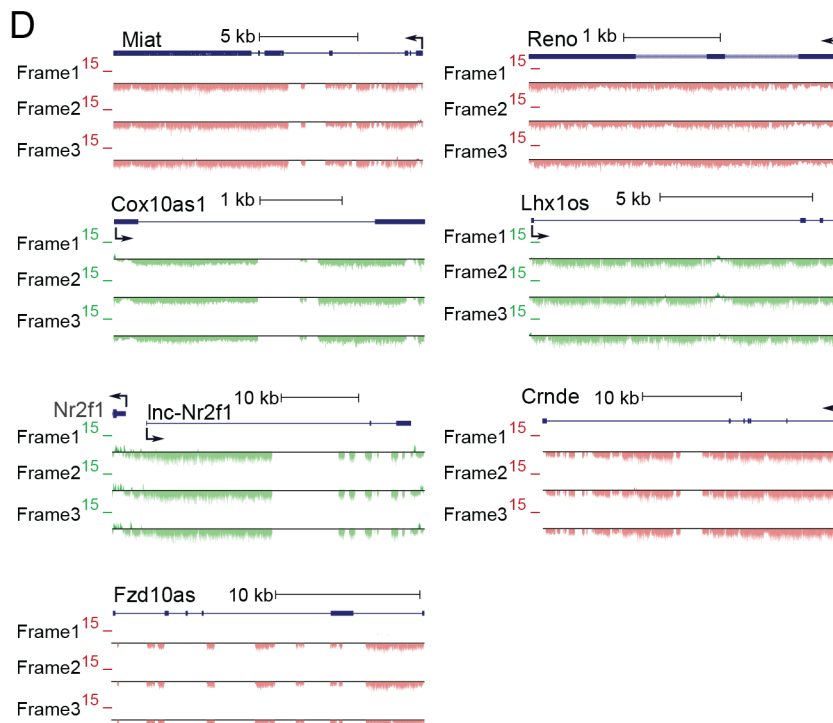 D
Miat 5 kb
Frame1 15
Frame2 15
Frame3 15
Reno 1 kb
Frame1 15
Frame2 15
Frame3 15
Cox10as1 1 kb
Frame1 15
Frame2 15
Frame3 15
Lhx1os 5 kb
Frame1 15
Frame2 15
Frame3 15
Nr2f1 lnc-Nr2f1 10 kb
Frame1 15
Frame2 15
Frame3 15
Crnde 10 kb
Frame1 15
Frame2 15
Frame3 15
Fzd10as 10 kb
Frame1 15
Frame2 15
Frame3 15